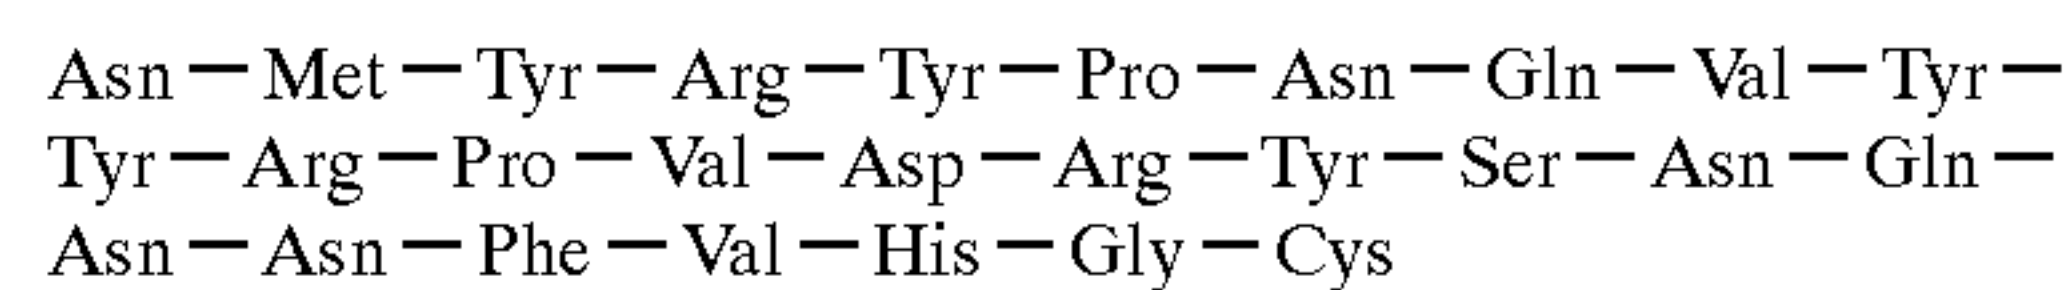 Asn — Met — Tyr — Arg — Tyr — Pro — Asn — Gln — Val — Tyr —
Tyr — Arg — Pro — Val — Asp — Arg — Tyr — Ser — Asn — Gln —
Asn — Asn — Phe — Val — His — Gly — Cys